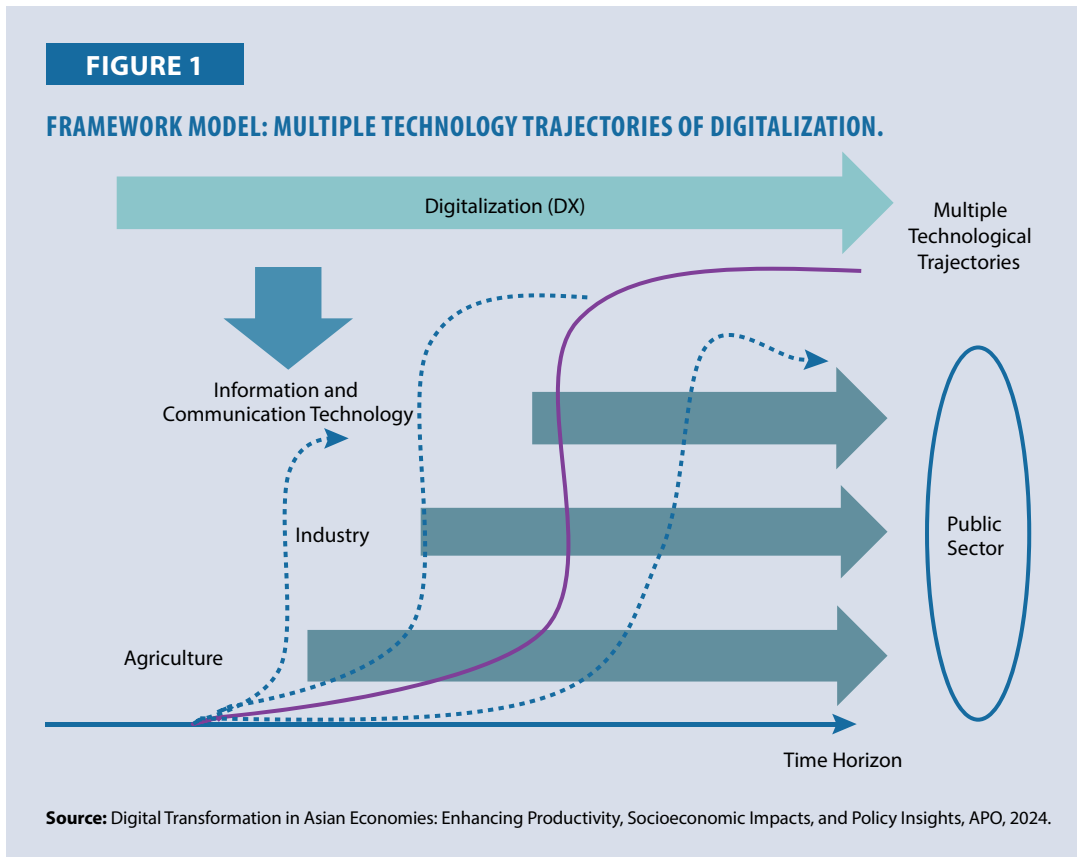 FIGURE 1
FRAMEWORK MODEL: MULTIPLE TECHNOLOGY TRAJECTORIES OF DIGITALIZATION.
Digitalization (DX)
Multiple
Technological
Trajectories
Information and
Communication Technology
Industry
Public
Sector
Agriculture
Time Horizon
Source: Digital Transformation in Asian Economies: Enhancing Productivity, Socioeconomic Impacts, and Policy Insights, APO, 2024.